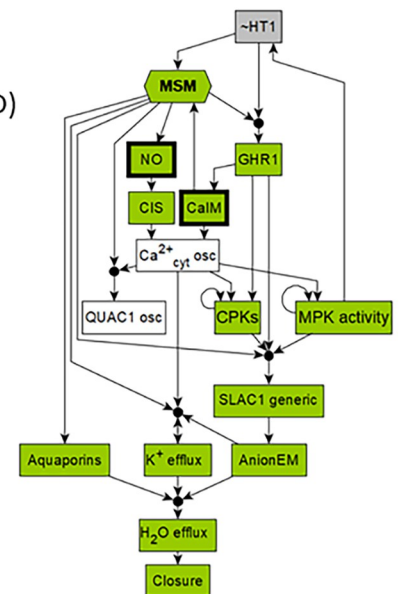 ~HT1
D)
MSM
NO
GHR1
CIS
CaIM
Ca2+cyt osc
QUAC1 osc
CPKs
MPK activity
SLAC1 generic
Aquaporins
K+ efflux
AnionEM
H2O efflux
Closure